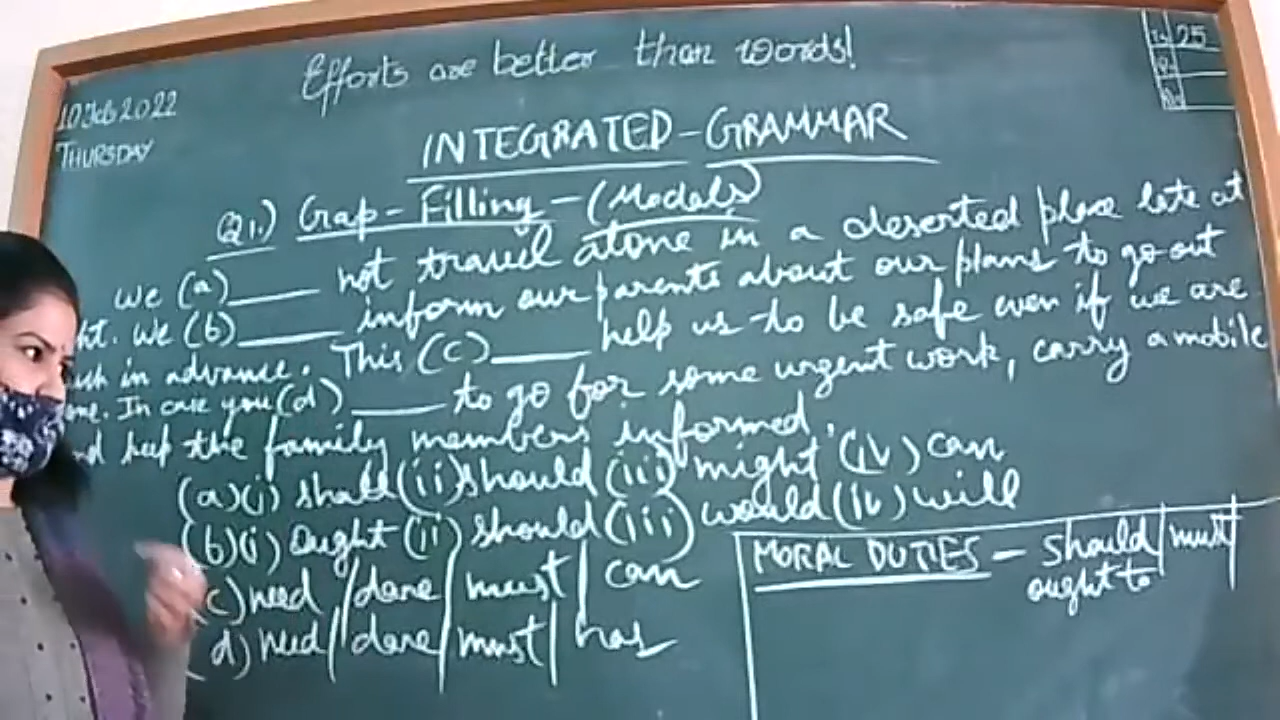 Efforts are better than words!
25
10 Feb 2022
THURSDAY
INTEGRATED-GRAMMAR
Q1.) Gap-Filling-(Modals)
We (a)____ not travel alone in a deserted place late at
ht. We (b)____ inform our parents about our plans to go out
in advance. This (c)____ help us to be safe even if we are
one. In case you (d)____ to go for some urgent work, carry a mobile
nd keep the family members informed.
(a)(i) shall (ii) should (iii) might (iv) can
(b)(i) Ought (ii) should (iii) would (iv) will
(c) need / dare / must / can
d) need / dare / must / has
MORAL DUTIES - should / must /
ought to